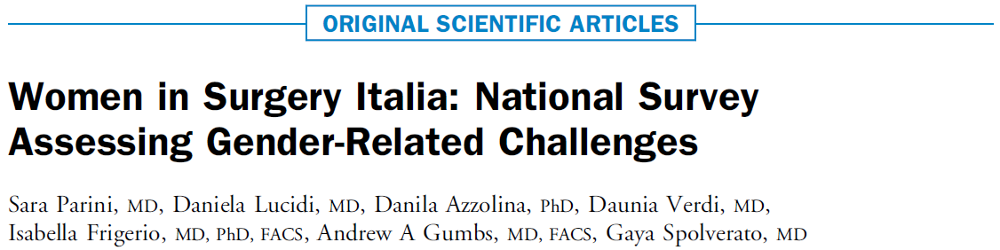 ORIGINAL SCIENTIFIC ARTICLES
Women in Surgery Italia: National Survey
Assessing Gender-Related Challenges
Sara Parini, MD, Daniela Lucidi, MD, Danila Azzolina, PhD, Daunia Verdi, MD,
Isabella Frigerio, MD, PhD, FACS, Andrew A Gumbs, MD, FACS, Gaya Spolverato, MD